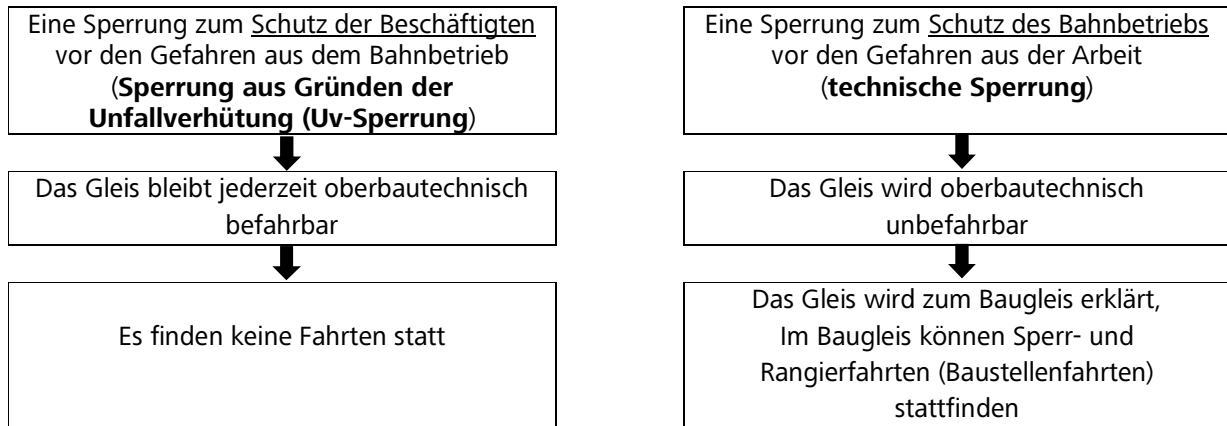 Eine Sperrung zum Schutz der Beschäftigten
vor den Gefahren aus dem Bahnbetrieb
(Sperrung aus Gründen der
Unfallverhütung (Uv-Sperrung)
Das Gleis bleibt jederzeit oberbautechnisch
befahrbar
Es finden keine Fahrten statt
Eine Sperrung zum Schutz des Bahnbetriebs
vor den Gefahren aus der Arbeit
(technische Sperrung)
Das Gleis wird oberbautechnisch
unbefahrbar
Das Gleis wird zum Baugleis erklärt,
Im Baugleis können Sperr- und
Rangierfahrten (Baustellenfahrten)
stattfinden